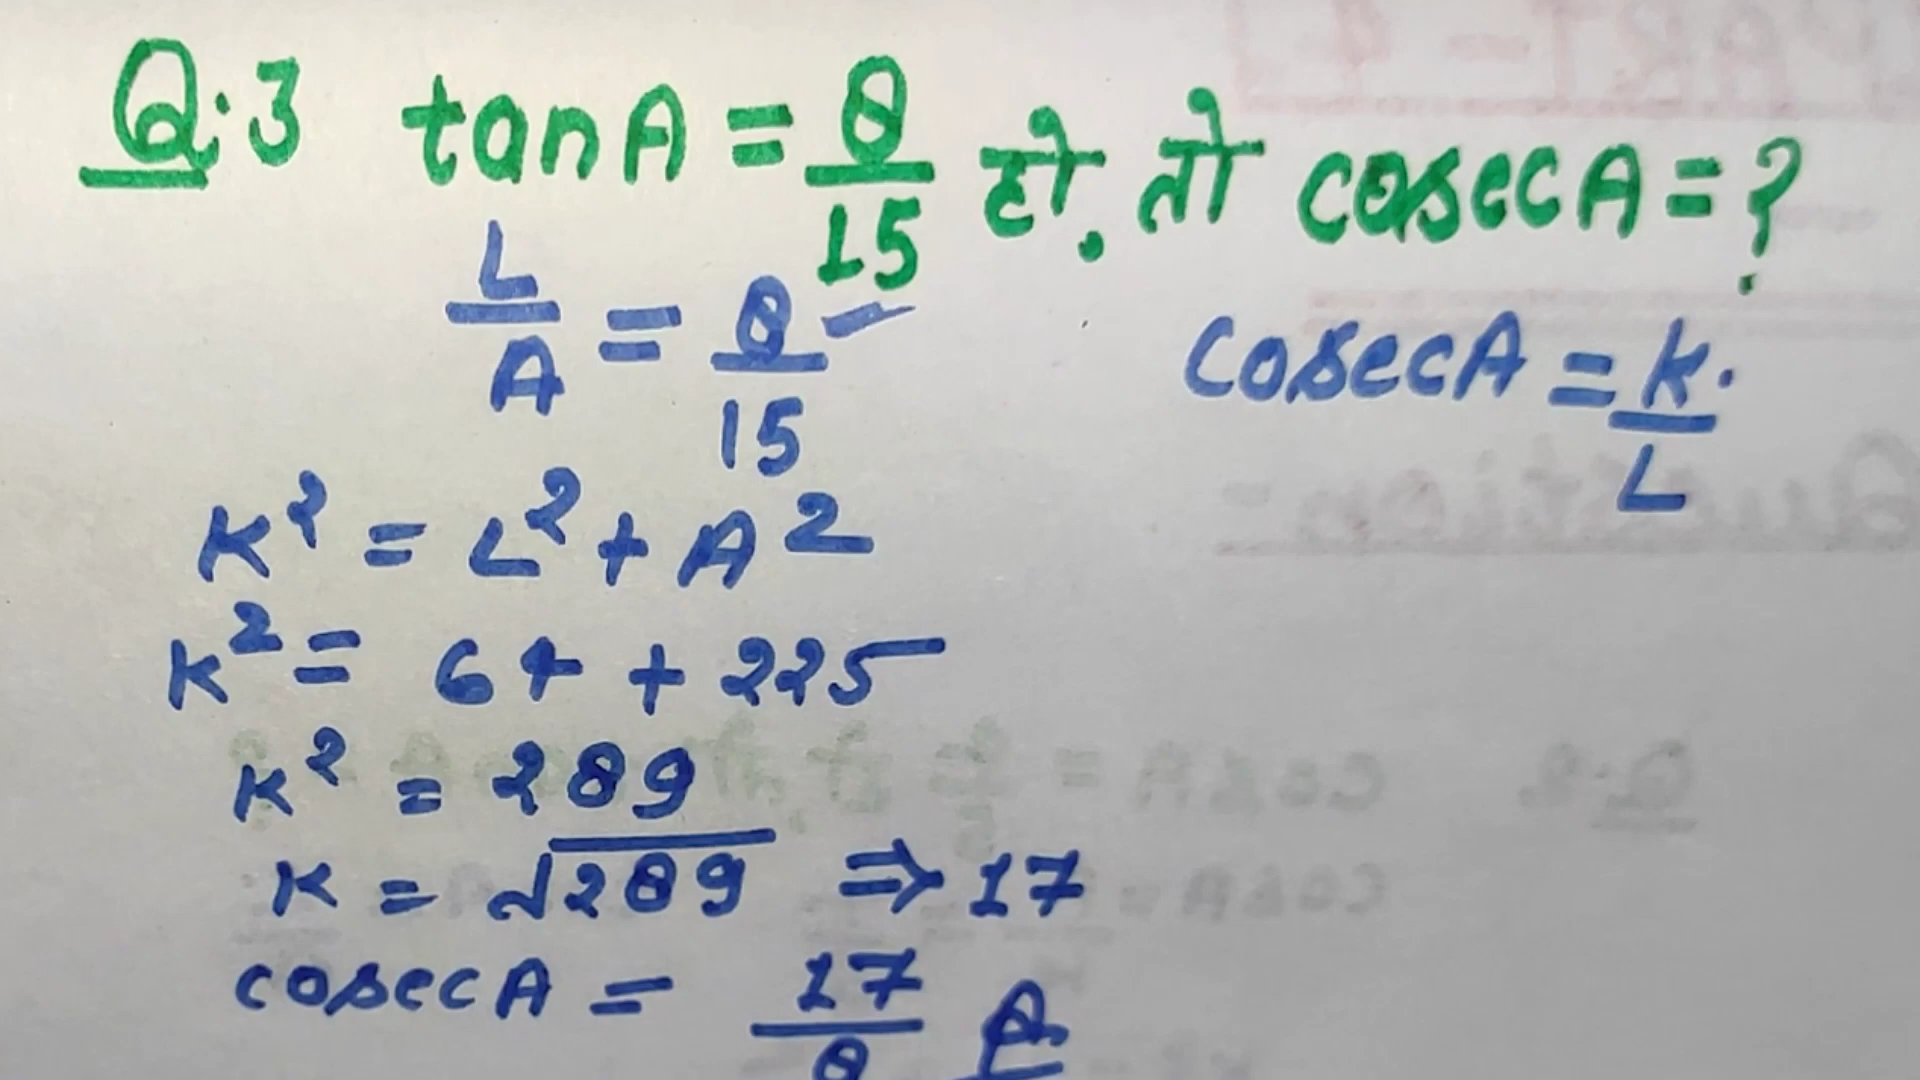 Q.3 tanA = 8/15 हो, तो cosecA = ?
L/A = 8/15
cosecA = K/L
K² = L² + A²
K² = 64 + 225
K² = 289
K = √289 ⇒ 17
cosecA = 17/8 A